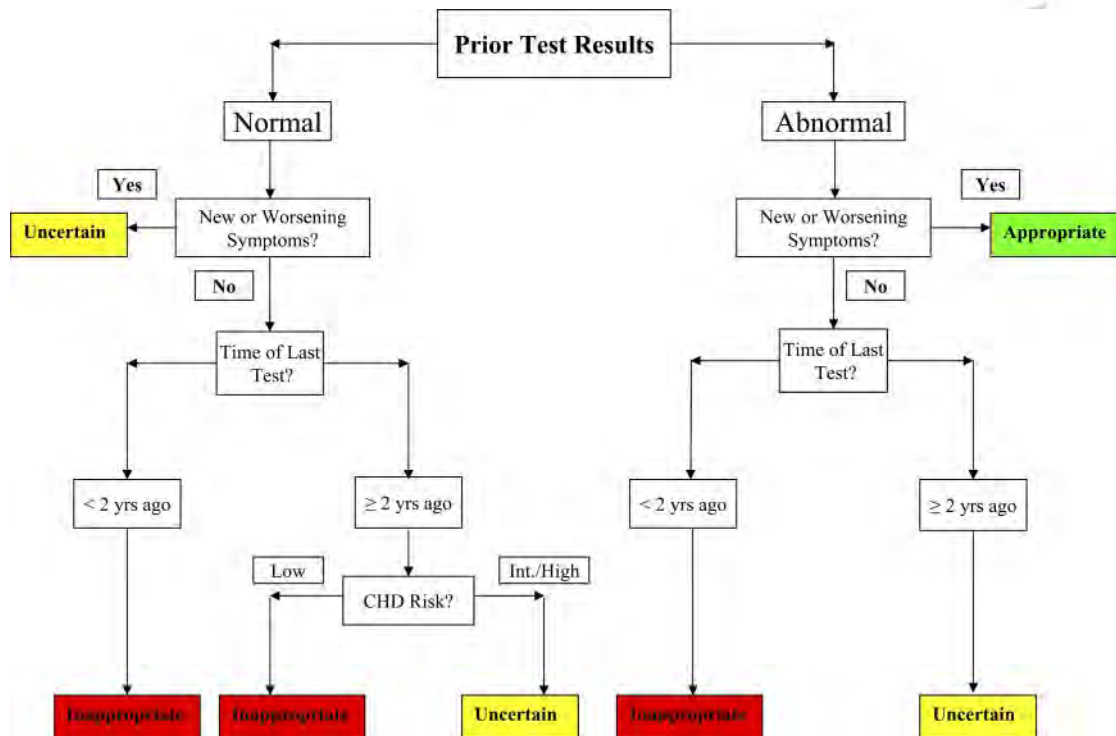 Prior Test Results
Normal
Abnormal
Yes
Yes
Uncertain
New or Worsening
Symptoms?
New or Worsening
Symptoms?
Appropriate
No
No
Time of Last
Test?
Time of Last
Test?
< 2 yrs ago
≥ 2 yrs ago
< 2 yrs ago
≥ 2 yrs ago
Low
Int./High
CHD Risk?
Inappropriate
Inappropriate
Uncertain
Inappropriate
Uncertain